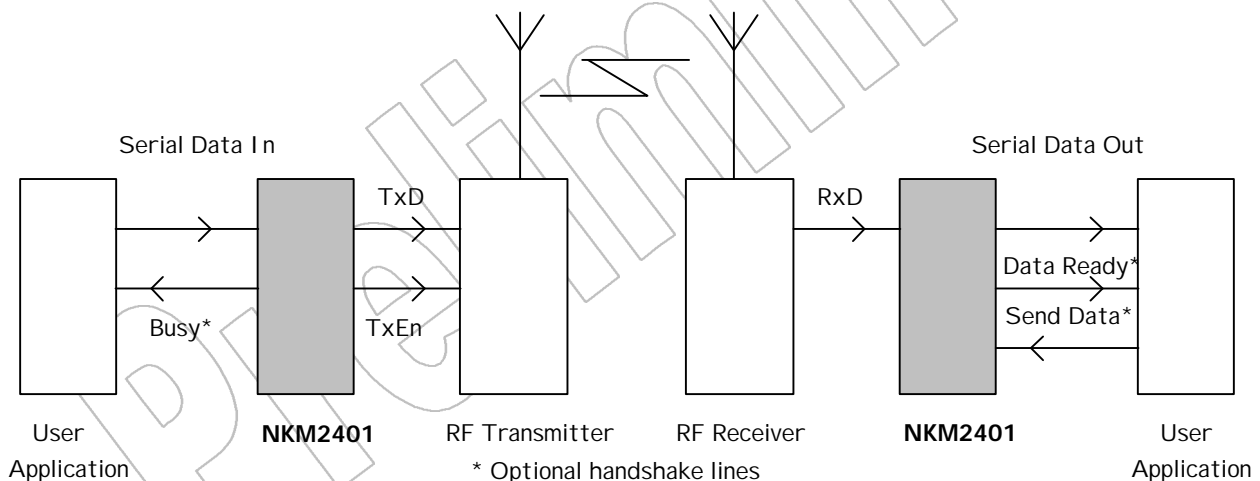 Serial Data In
Serial Data Out
TxD
RxD
Data Ready*
Busy*
TxEn
Send Data*
User Application
NKM2401
RF Transmitter
RF Receiver
NKM2401
User Application
* Optional handshake lines
Prelimin